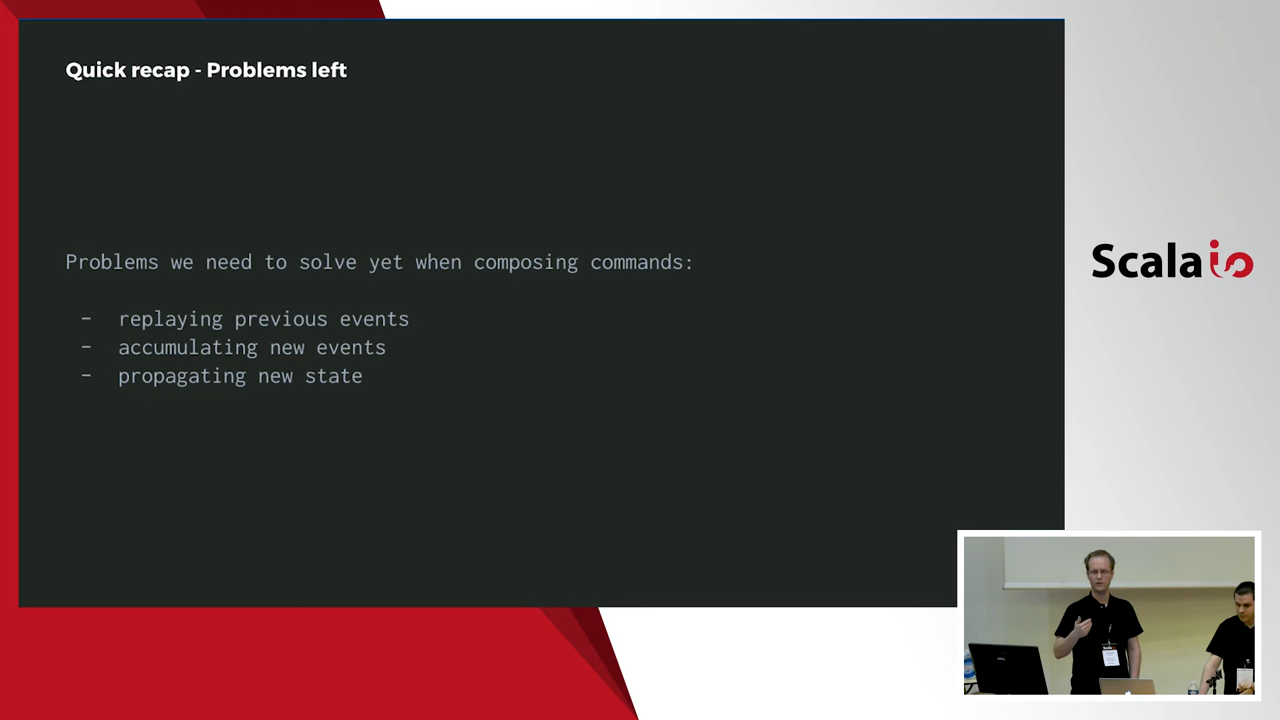 Quick recap - Problems left
Problems we need to solve yet when composing commands:
- replaying previous events
- accumulating new events
- propagating new state
Scala io